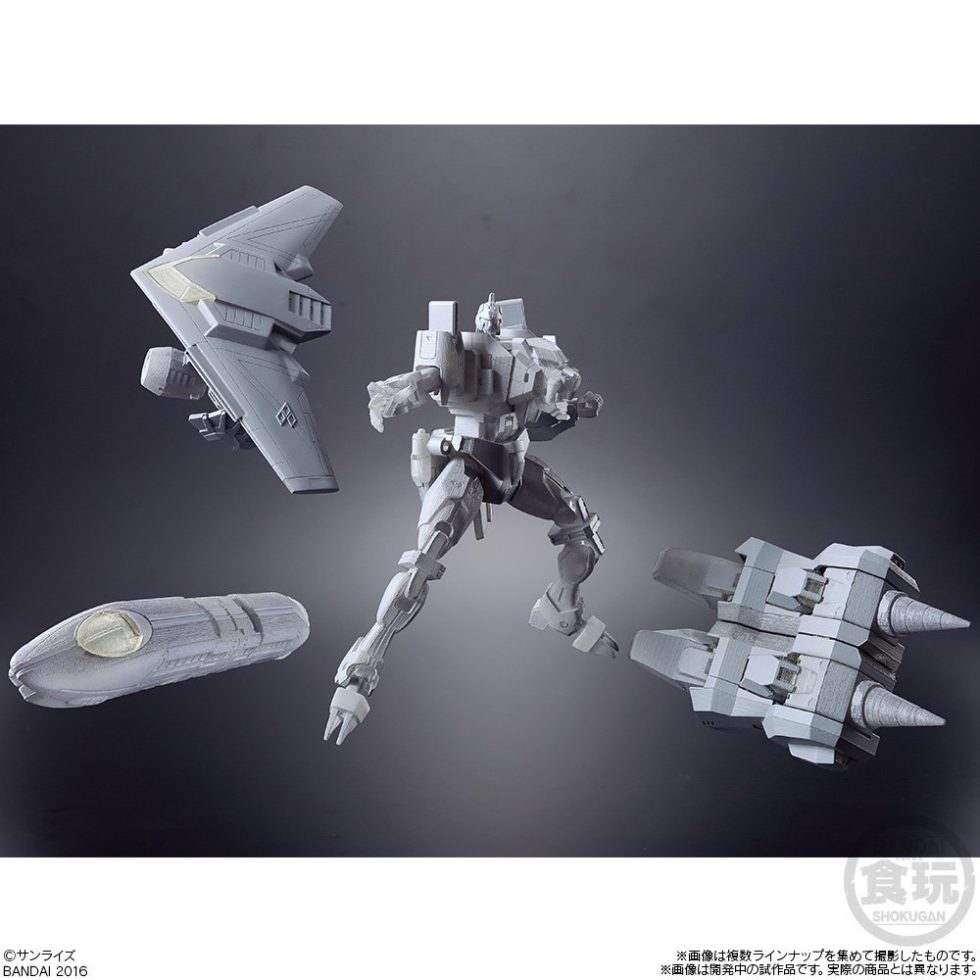 BANDAI
食玩
SHOKUGAN
©サンライズ
BANDAI 2016
※画像は複数ラインナップを集めて撮影したものです。
※画像は開発中の試作品です。実際の商品とは異なります。